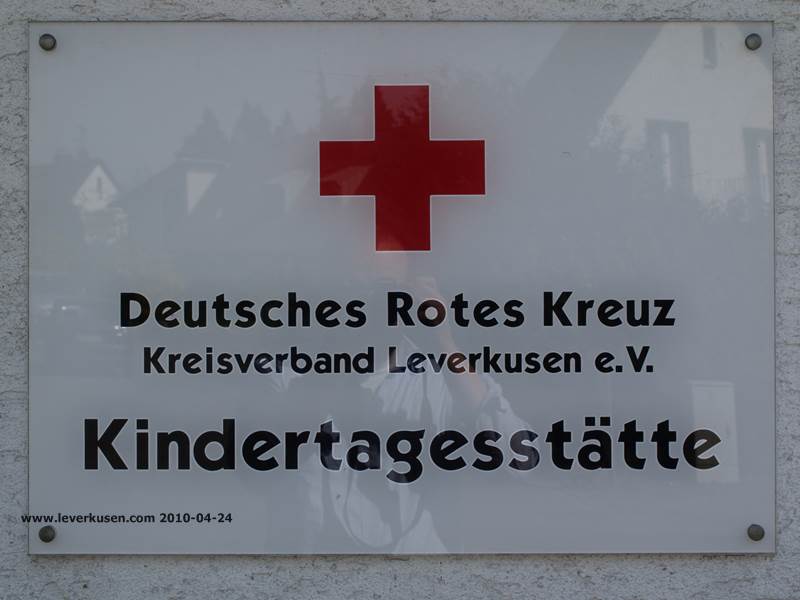 Deutsches Rotes Kreuz
Kreisverband Leverkusen e.V.
Kindertagesstätte
www.leverkusen.com 2010-04-24